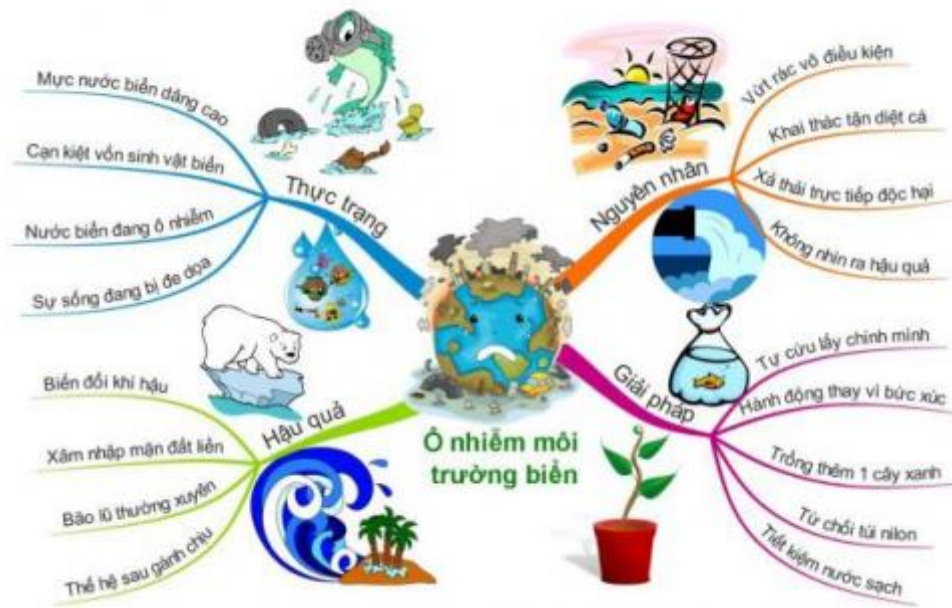 Thực trạng
Mực nước biển dâng cao
Cạn kiệt vốn sinh vật biển
Nước biển đang ô nhiễm
Sự sống đang bị đe dọa
Nguyên nhân
Vứt rác vô điều kiện
Khai thác tận diệt cá
Xả thải trực tiếp độc hại
Không nhìn ra hậu quả
Ô nhiễm môi
trường biển
Hậu quả
Biến đổi khí hậu
Xâm nhập mặn đất liền
Bão lũ thường xuyên
Thế hệ sau gánh chịu
Giải pháp
Tự cứu lấy chính mình
Hành động thay vì bức xúc
Trồng thêm 1 cây xanh
Từ chối túi nilon
Tiết kiệm nước sạch